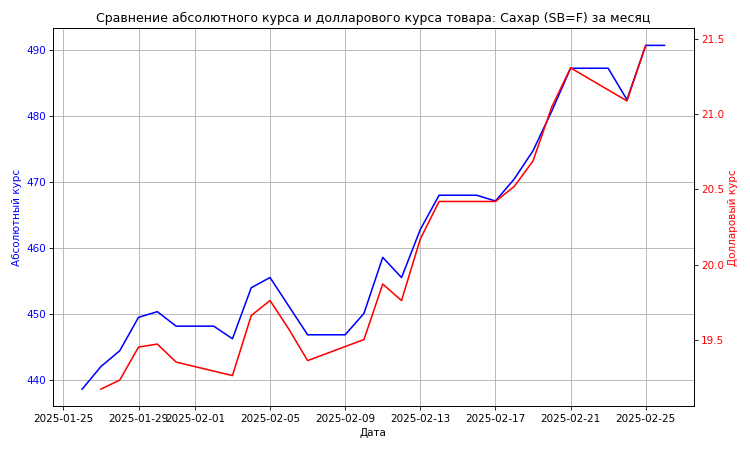 Сравнение абсолютного курса и долларового курса товара: Сахар (SB=F) за месяц
Абсолютный курс
490
480
470
460
450
440
21.5
21.0
20.5
20.0
19.5
Долларовый курс
2025-01-25 2025-01-29 2025-02-01 2025-02-05 2025-02-09 2025-02-13 2025-02-17 2025-02-21 2025-02-25
Дата